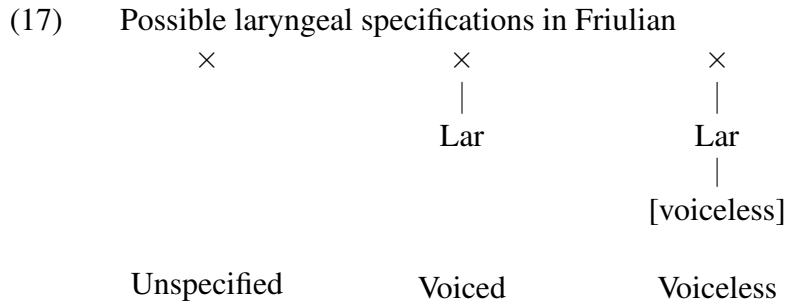 (17) Possible laryngeal specifications in Friulian
× × ×
Lar Lar
[voiceless]
Unspecified Voiced Voiceless